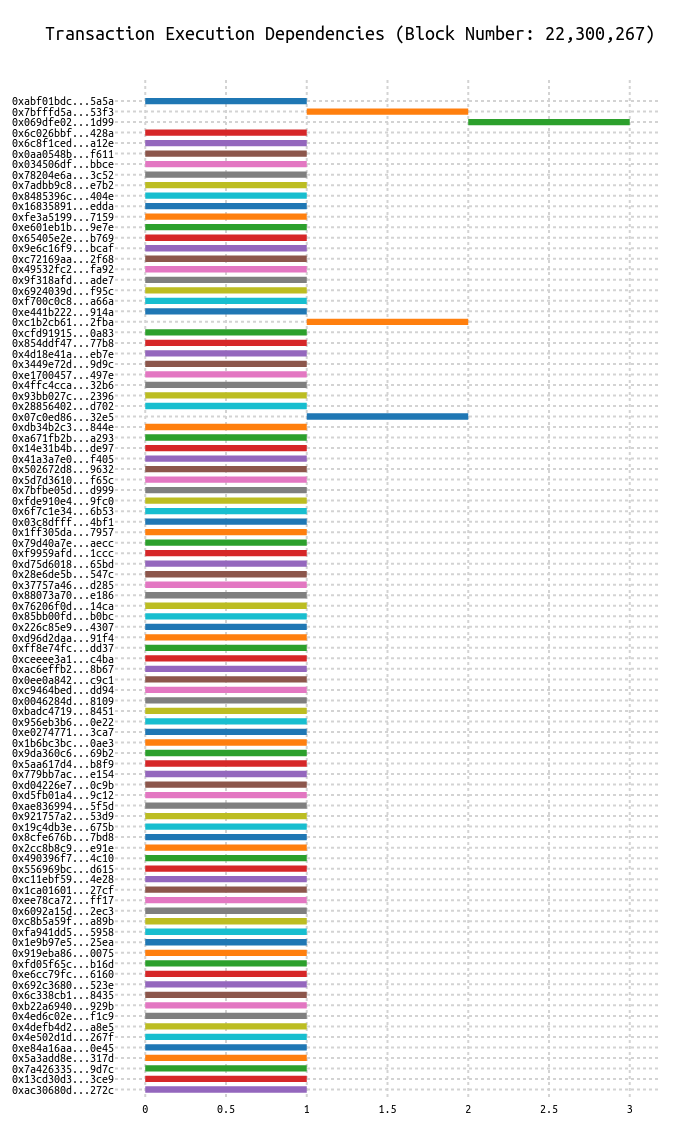 Transaction Execution Dependencies (Block Number: 22,300,267)
0xabf01bdc...5a5a
0x7bfffd5a...53f3
0x069dfe02...1d99
0x6c026bbf...428a
0x6c8f1ced...a12e
0x0aa0548b...f611
0x034506df...bbce
0x78204e6a...3c52
0x7adbb9c8...e7b2
0x8485396c...404e
0x16835891...edda
0xfe3a5199...7159
0xe601eb1b...9e7e
0x65405e2e...b769
0x9e6c16f9...bcaf
0xc72169aa...2f68
0x49532fc2...fa92
0x9f318afd...ade7
0x6924039d...f95c
0xf700c0c8...a66a
0xe441b222...914a
0xc1b2cb61...2fba
0xcfd91915...0a83
0x854ddf47...77b8
0x4d18e41a...eb7e
0x3449e72d...9d9c
0xe1700457...497e
0x4ffc4cca...32b6
0x93bb027c...2396
0x28856402...d702
0x07c0ed86...32e5
0xdb34b2c3...844e
0xa671fb2b...a293
0x14e31b4b...de97
0x41a3a7e0...f405
0x502672d8...9632
0x5d7d3610...f65c
0x7bfbe05d...d999
0xfde910e4...9fc0
0x6f7c1e34...6b53
0x03c8dfff...4bf1
0x1ff305da...7957
0x79d40a7e...aecc
0xf9959afd...1ccc
0xd75d6018...65bd
0x28e6de5b...547c
0x37757a46...d285
0x88073a70...e186
0x76206f0d...14ca
0x85bb00fd...b0bc
0x226c85e9...4307
0xd96d2daa...91f4
0xff8e74fc...dd37
0xceeee3a1...c4ba
0xac6effb2...8b67
0x0ee0a842...c9c1
0xc9464bed...dd94
0x0046284d...8109
0xbadc4719...8451
0x956eb3b6...0e22
0xe0274771...3ca7
0x1b6bc3bc...0ae3
0x9da360c6...69b2
0x5aa617d4...b8f9
0x779bb7ac...e154
0xd04226e7...0c9b
0xd5fb01a4...9c12
0xae836994...5f5d
0x921757a2...53d9
0x19c4db3e...675b
0x8cfe676b...7bd8
0x2cc8b8c9...e91e
0x490396f7...4c10
0x556969bc...d615
0xc11ebf59...4e28
0x1ca01601...27cf
0xee78ca72...ff17
0x6092a15d...2ec3
0xc8b5a59f...a89b
0xfa941dd5...5958
0x1e9b97e5...25ea
0x919eba86...0075
0xfd05f65c...b16d
0xe6cc79fc...6160
0x692c3680...523e
0x6c338cb1...8435
0xb22a6940...929b
0x4ed6c02e...f1c9
0x4defb4d2...a8e5
0x4e502d1d...267f
0xe84a16aa...0e45
0x5a3add8e...317d
0x7a426335...9d7c
0x13cd30d3...3ce9
0xac30680d...272c
0 0.5 1 1.5 2 2.5 3